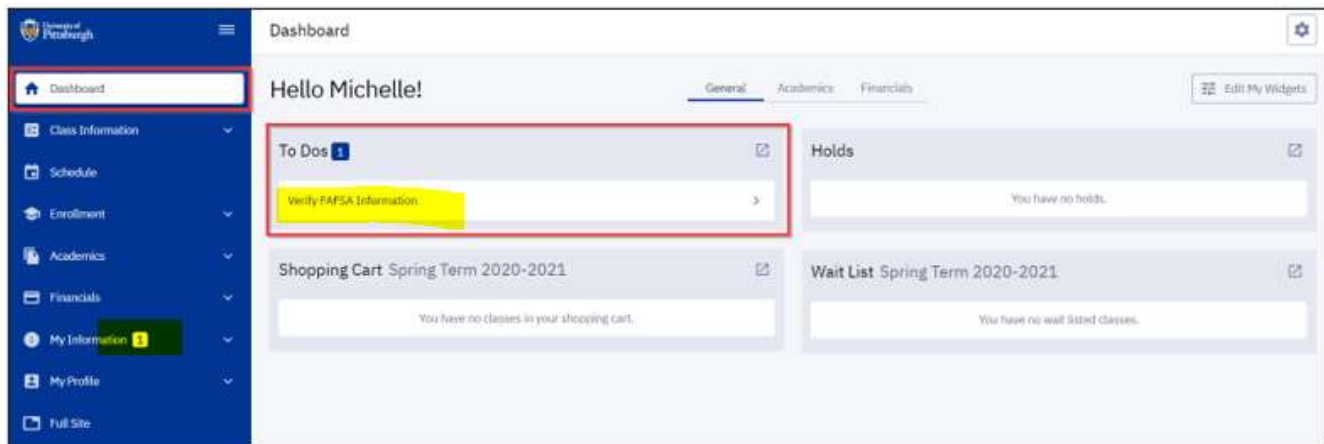 University of
Pittsburgh
Dashboard
Dashboard
Class Information
Schedule
Enrollment
Academics
Financials
My Information 1
My Profile
Full Site
Hello Michelle!
General Academics Financials
Edit My Widgets
To Dos 1
Verify FAFSA Information
Holds
You have no holds.
Shopping Cart Spring Term 2020-2021
You have no classes in your shopping cart.
Wait List Spring Term 2020-2021
You have no wait listed classes.